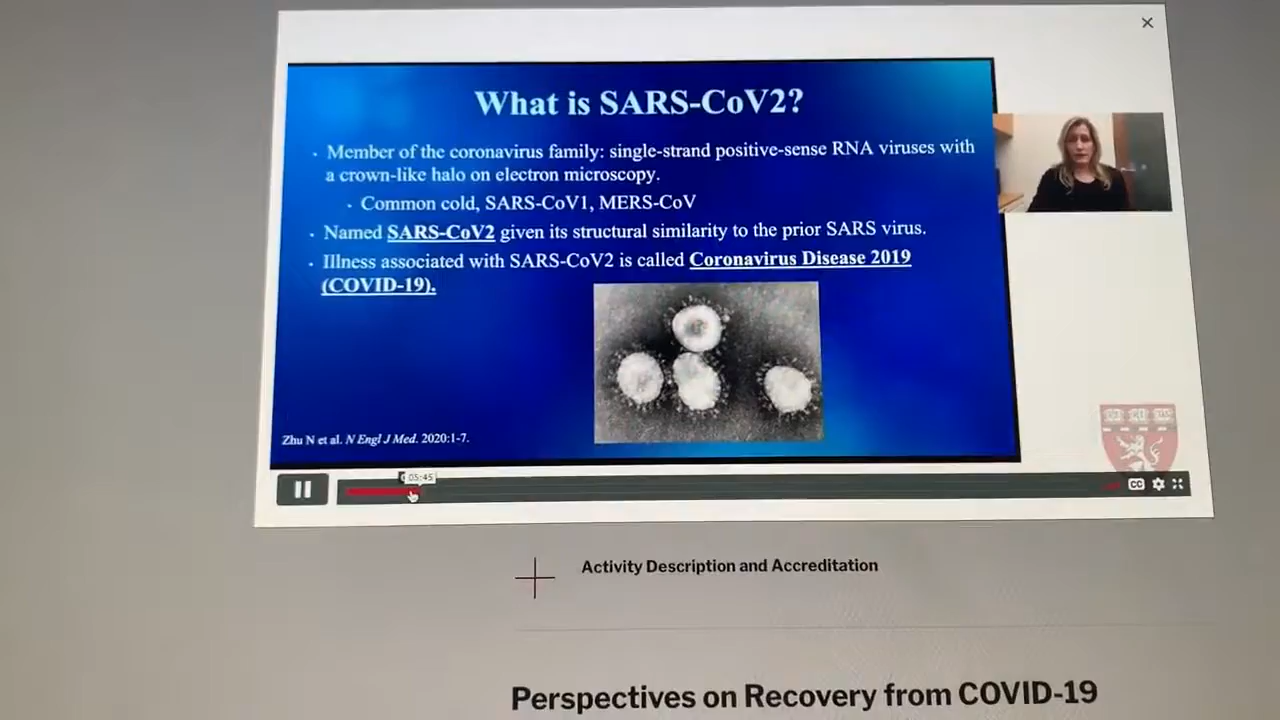 What is SARS-CoV2?
· Member of the coronavirus family: single-strand positive-sense RNA viruses with
a crown-like halo on electron microscopy.
· Common cold, SARS-CoV1, MERS-CoV
· Named SARS-CoV2 given its structural similarity to the prior SARS virus.
· Illness associated with SARS-CoV2 is called Coronavirus Disease 2019
(COVID-19).
Zhu N et al. N Engl J Med. 2020:1-7.
05:45
CC
Activity Description and Accreditation
Perspectives on Recovery from COVID-19